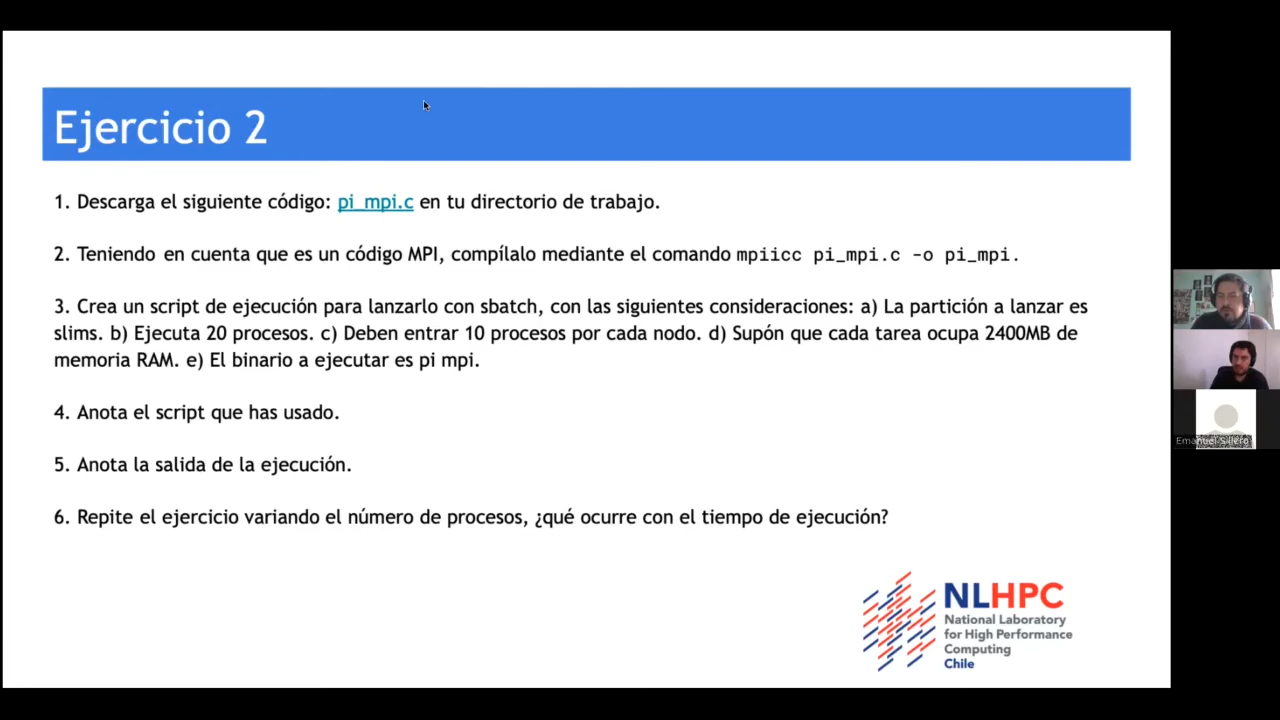 Ejercicio 2
1. Descarga el siguiente código: pi_mpi.c en tu directorio de trabajo.
2. Teniendo en cuenta que es un código MPI, compílalo mediante el comando mpiicc pi_mpi.c -o pi_mpi.
3. Crea un script de ejecución para lanzarlo con sbatch, con las siguientes consideraciones: a) La partición a lanzar es
slims. b) Ejecuta 20 procesos. c) Deben entrar 10 procesos por cada nodo. d) Supón que cada tarea ocupa 2400MB de
memoria RAM. e) El binario a ejecutar es pi mpi.
4. Anota el script que has usado.
5. Anota la salida de la ejecución.
6. Repite el ejercicio variando el número de procesos, ¿qué ocurre con el tiempo de ejecución?
NLHPC
National Laboratory
for High Performance
Computing
Chile
Emanuel Sillero